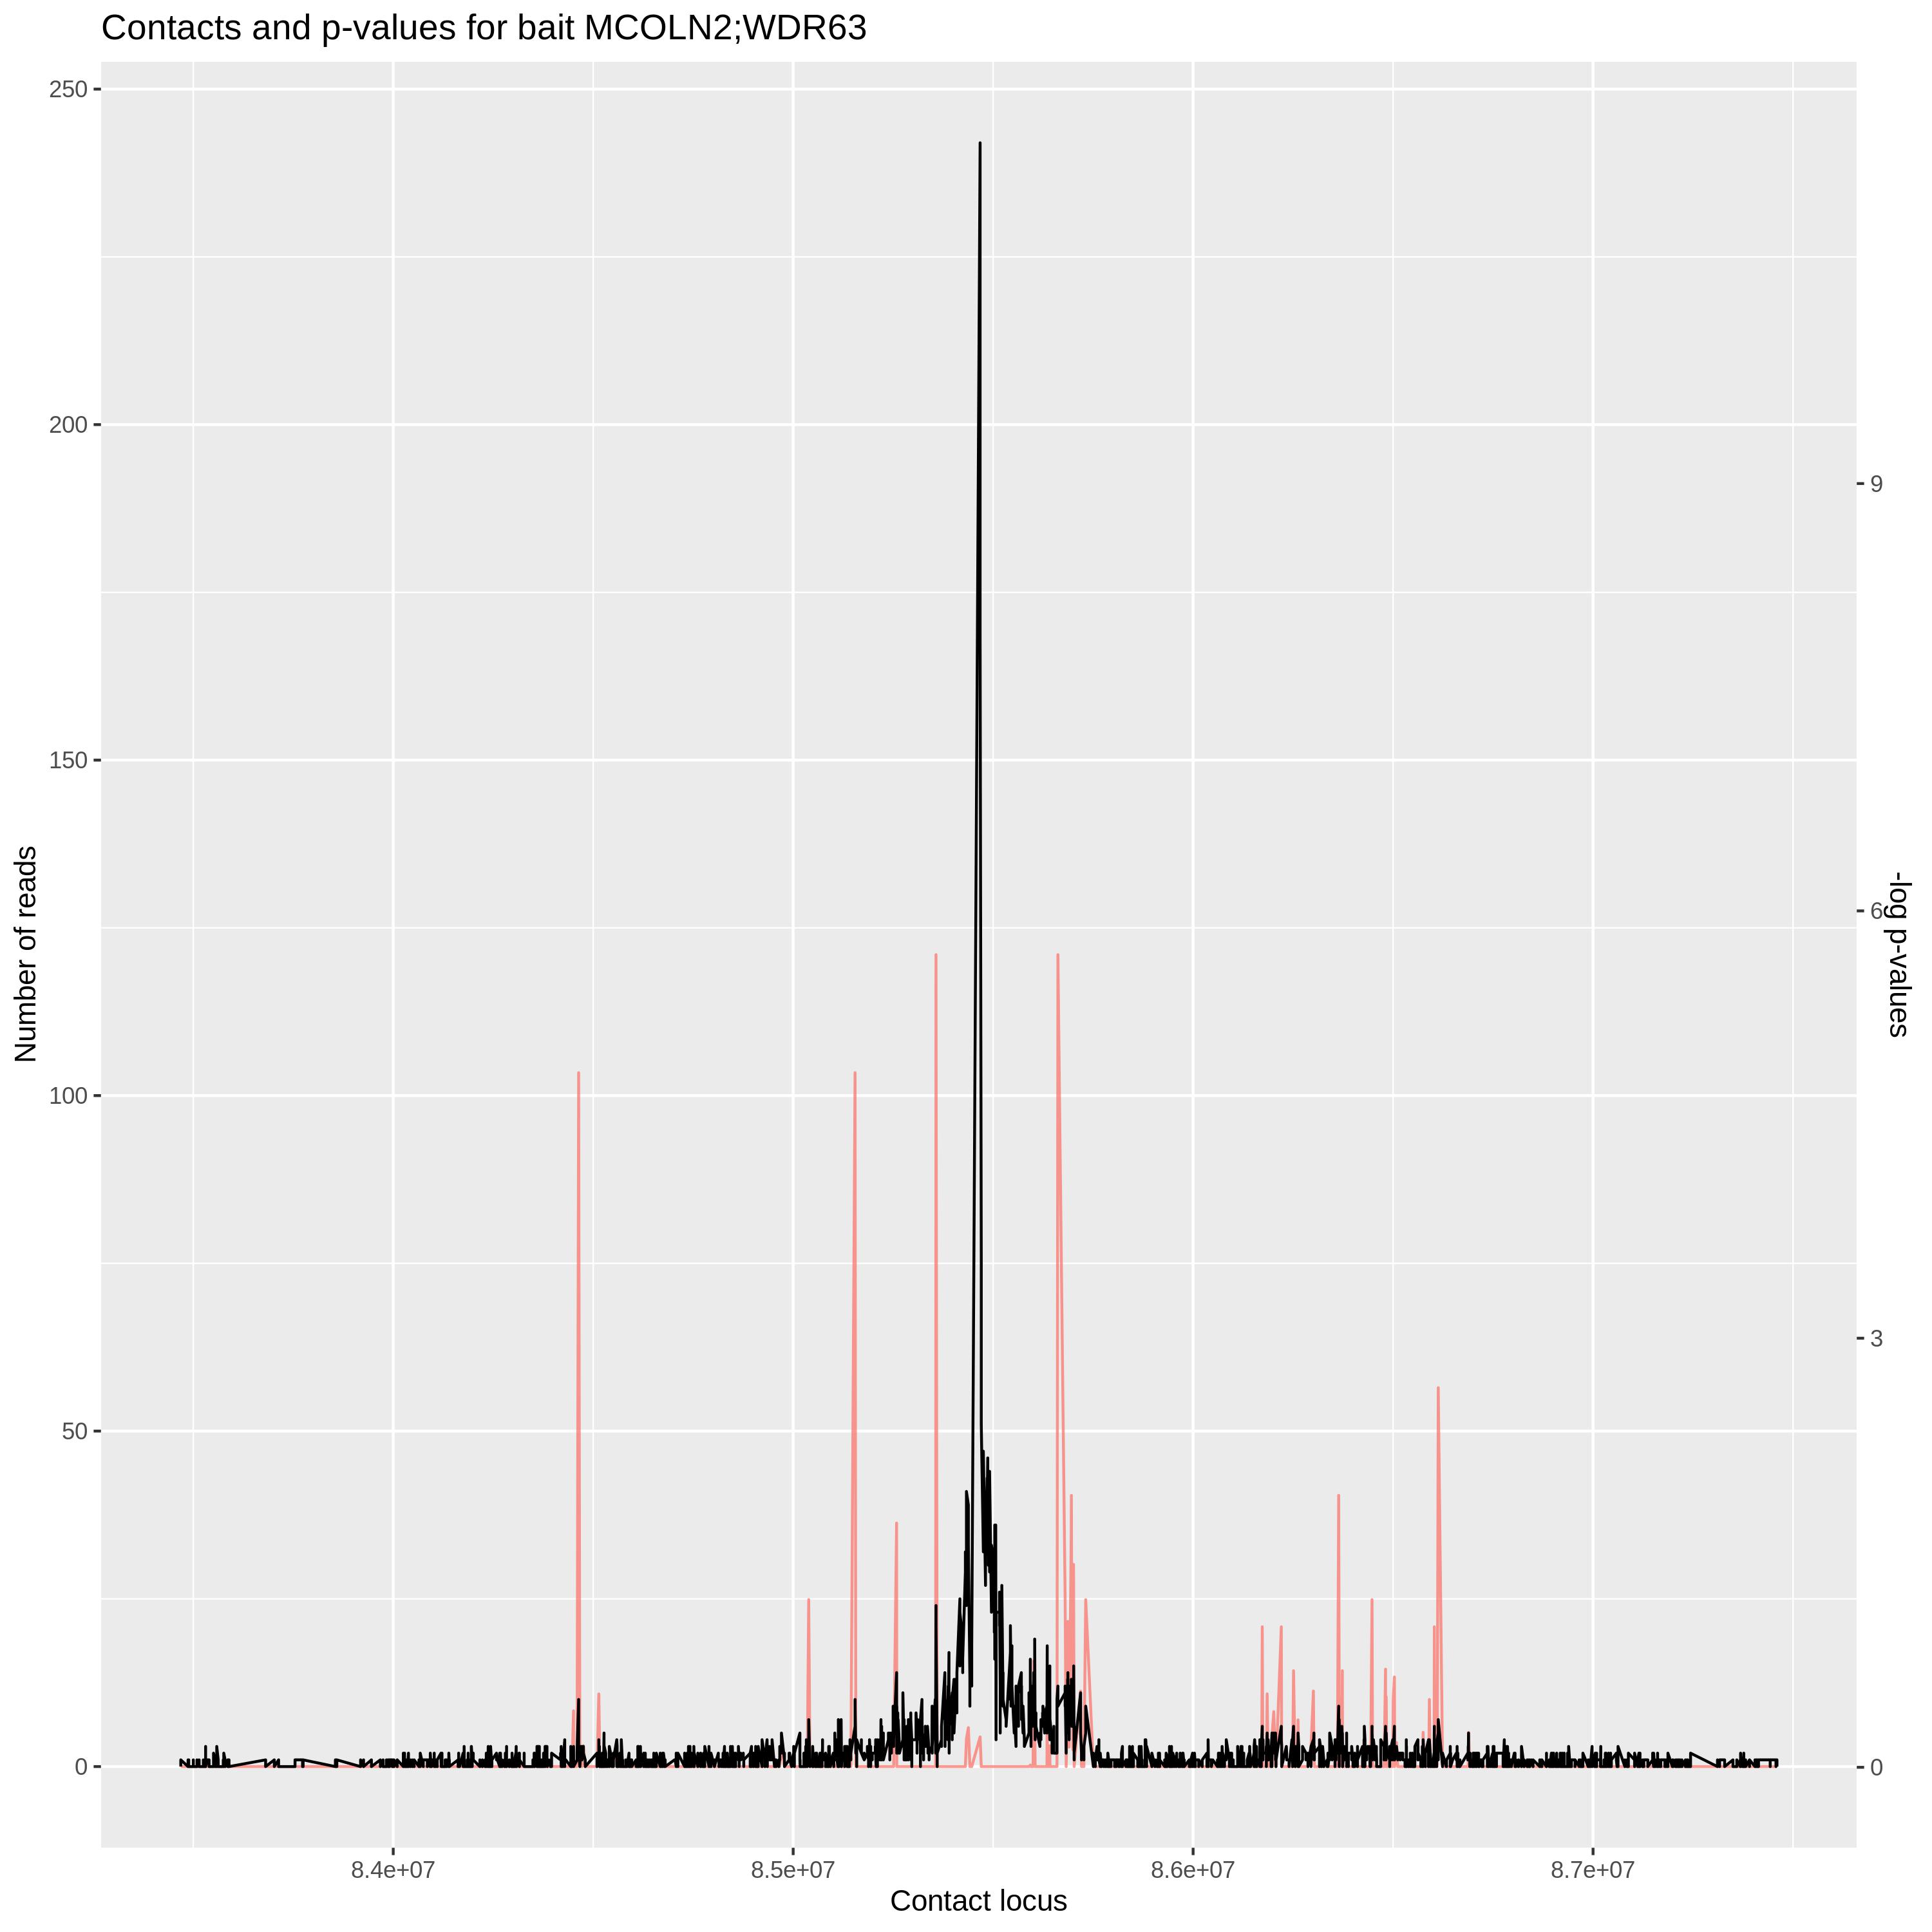 Contacts and p-values for bait MCOLN2;WDR63
250
200
150
100
50
0
Number of reads
9
6
3
0
-log p-values
8.4e+07
8.5e+07
8.6e+07
8.7e+07
Contact locus